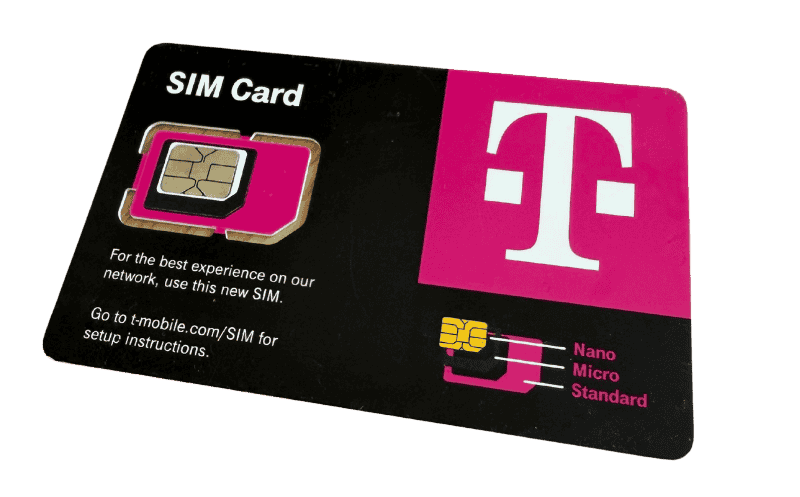 SIM Card
For the best experience on our
network, use this new SIM.
Go to t-mobile.com/SIM for
setup instructions.
T
Nano
Micro
Standard